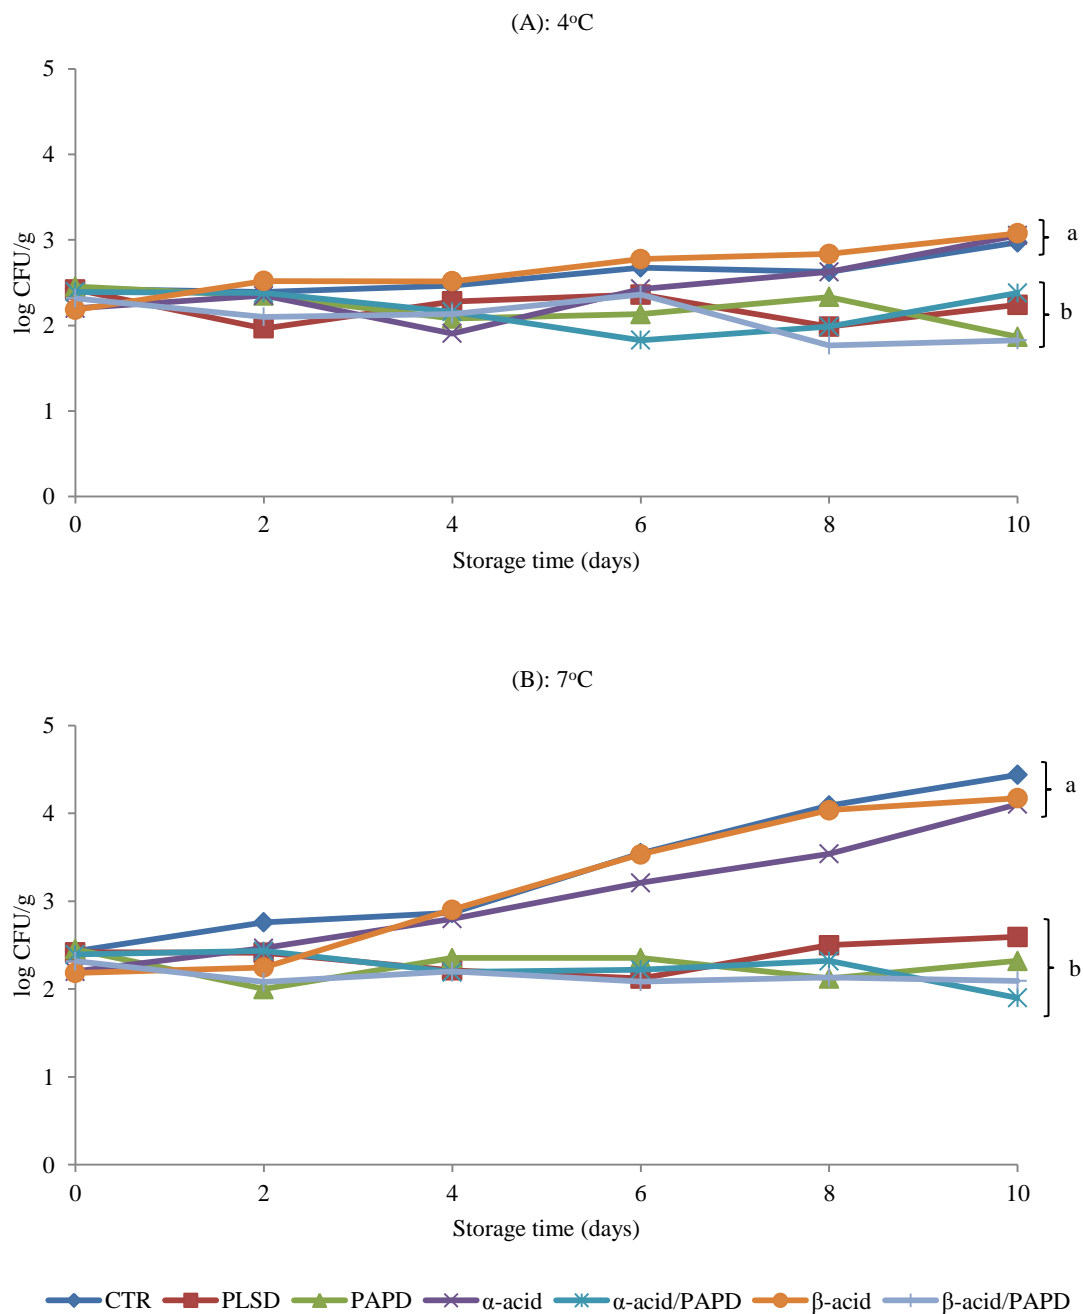 (A): 4°C
5
4
3
2
1
0
log CFU/g
a
b
0 2 4 6 8 10
Storage time (days)
(B): 7°C
5
4
3
2
1
0
log CFU/g
a
b
0 2 4 6 8 10
Storage time (days)
CTR PLSD PAPD α-acid α-acid/PAPD β-acid β-acid/PAPD